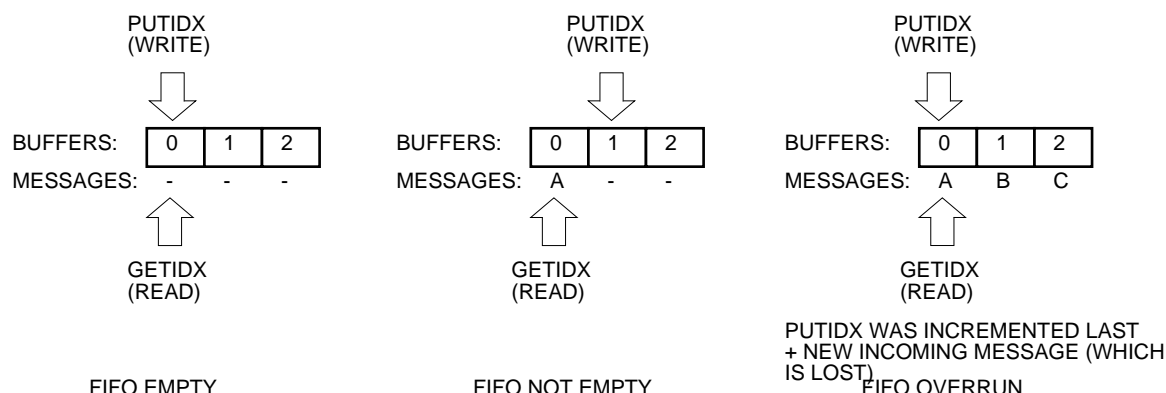 PUTIDX
(WRITE)
BUFFERS: 0 1 2
MESSAGES: - - -
GETIDX
(READ)
FIFO EMPTY
PUTIDX
(WRITE)
BUFFERS: 0 1 2
MESSAGES: A - -
GETIDX
(READ)
FIFO NOT EMPTY
PUTIDX
(WRITE)
BUFFERS: 0 1 2
MESSAGES: A B C
GETIDX
(READ)
PUTIDX WAS INCREMENTED LAST
+ NEW INCOMING MESSAGE (WHICH
IS LOST)
FIFO OVERRUN